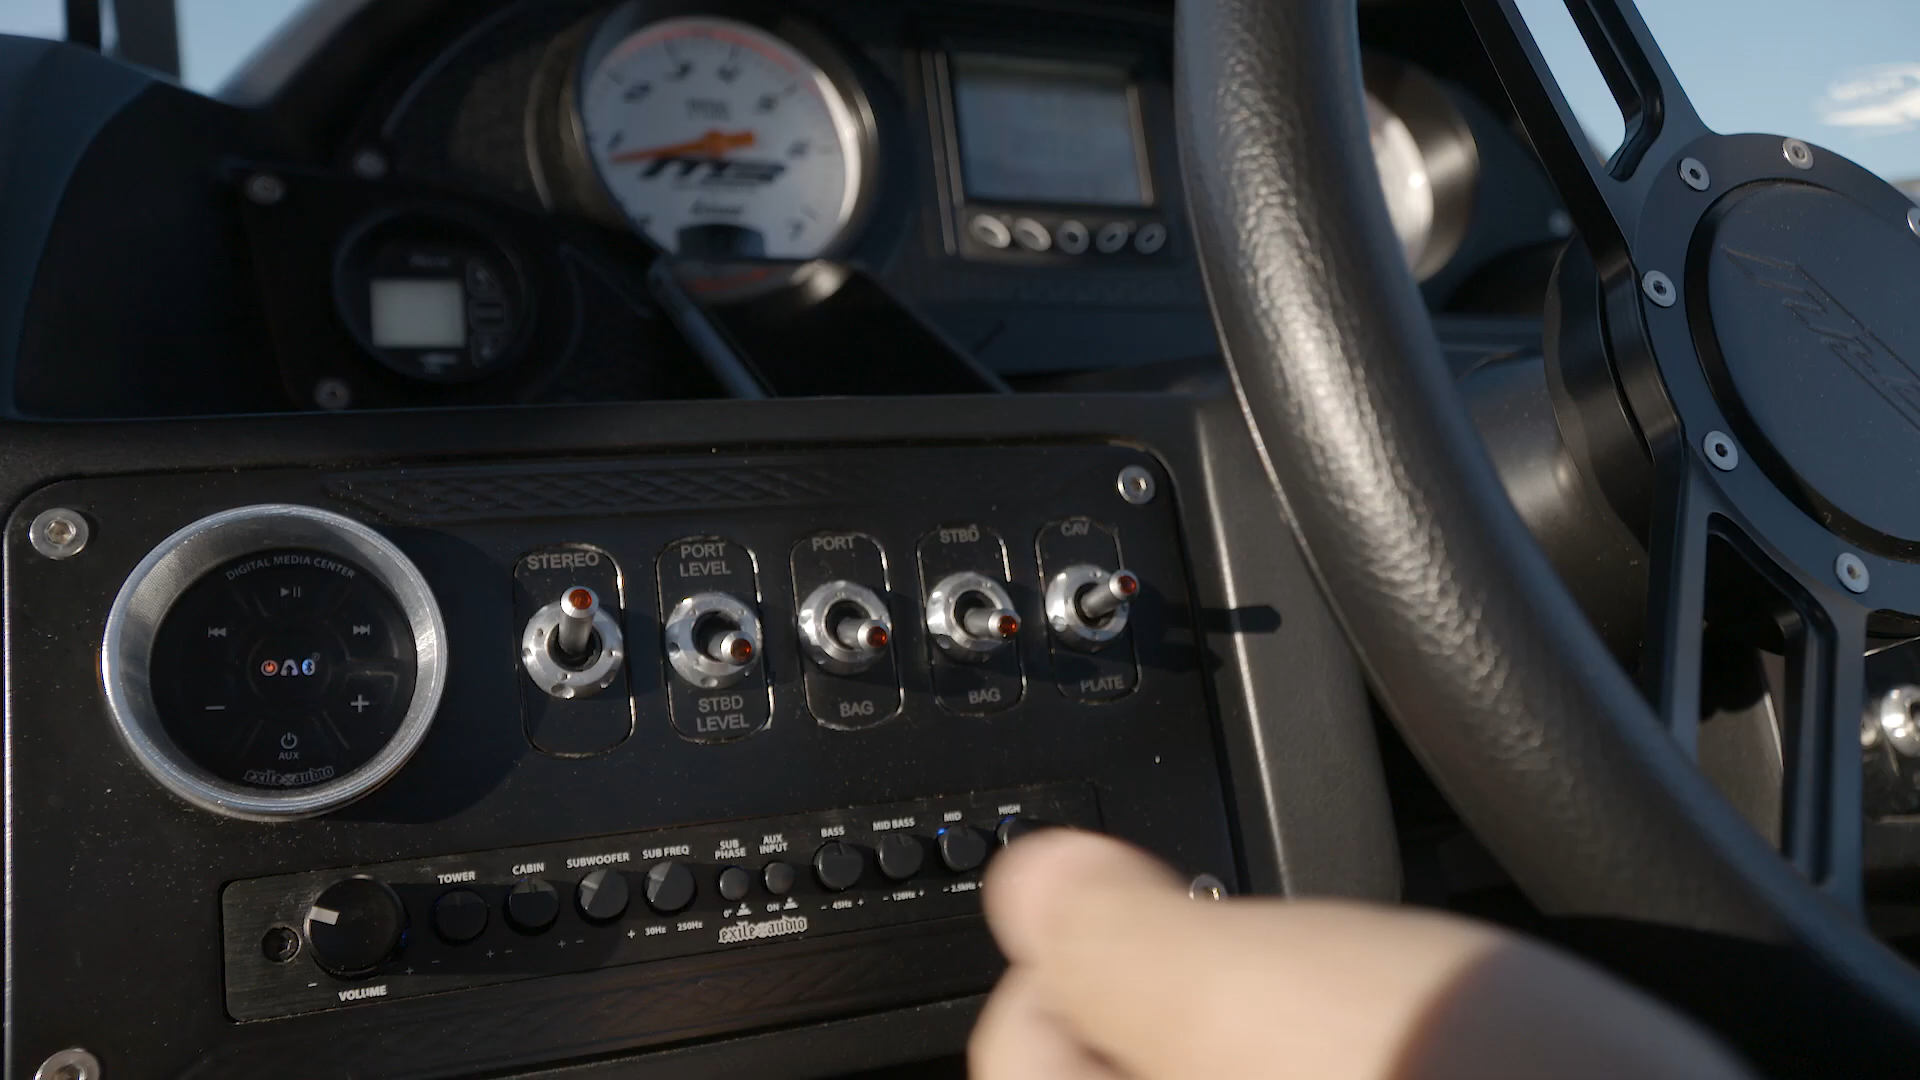 DIGITAL MEDIA CENTER
AUX
exile audio
STEREO
PORT
LEVEL
STBD
LEVEL
PORT
BAG
STBD
BAG
CAV
PLATE
VOLUME
TOWER
CABIN
SUBWOOFER
SUB FREQ
30Hz 250Hz
SUB
PHASE
0°
AUX
INPUT
ON
exile audio
BASS
- 45Hz +
MID BASS
- 128Hz +
MID
- 2.5kHz +
HIGH